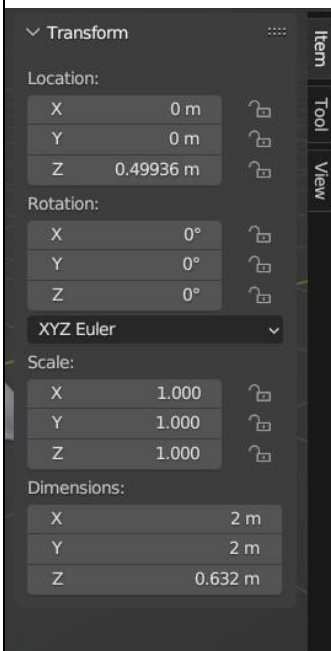 Transform
Location:
X 0 m
Y 0 m
Z 0.49936 m
Rotation:
X 0°
Y 0°
Z 0°
XYZ Euler
Scale:
X 1.000
Y 1.000
Z 1.000
Dimensions:
X 2 m
Y 2 m
Z 0.632 m
Item
Tool
View